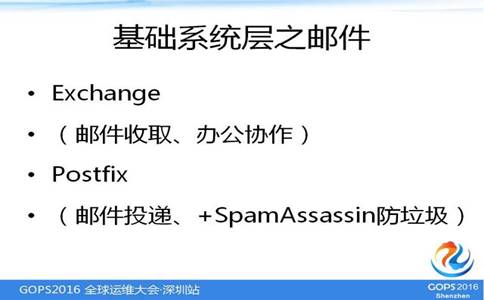 基础系统层之邮件
• Exchange
• （邮件收取、办公协作）
• Postfix
• （邮件投递、+SpamAssassin防垃圾）
GOPS2016 全球运维大会·深圳站
GOPS2016
Shenzhen